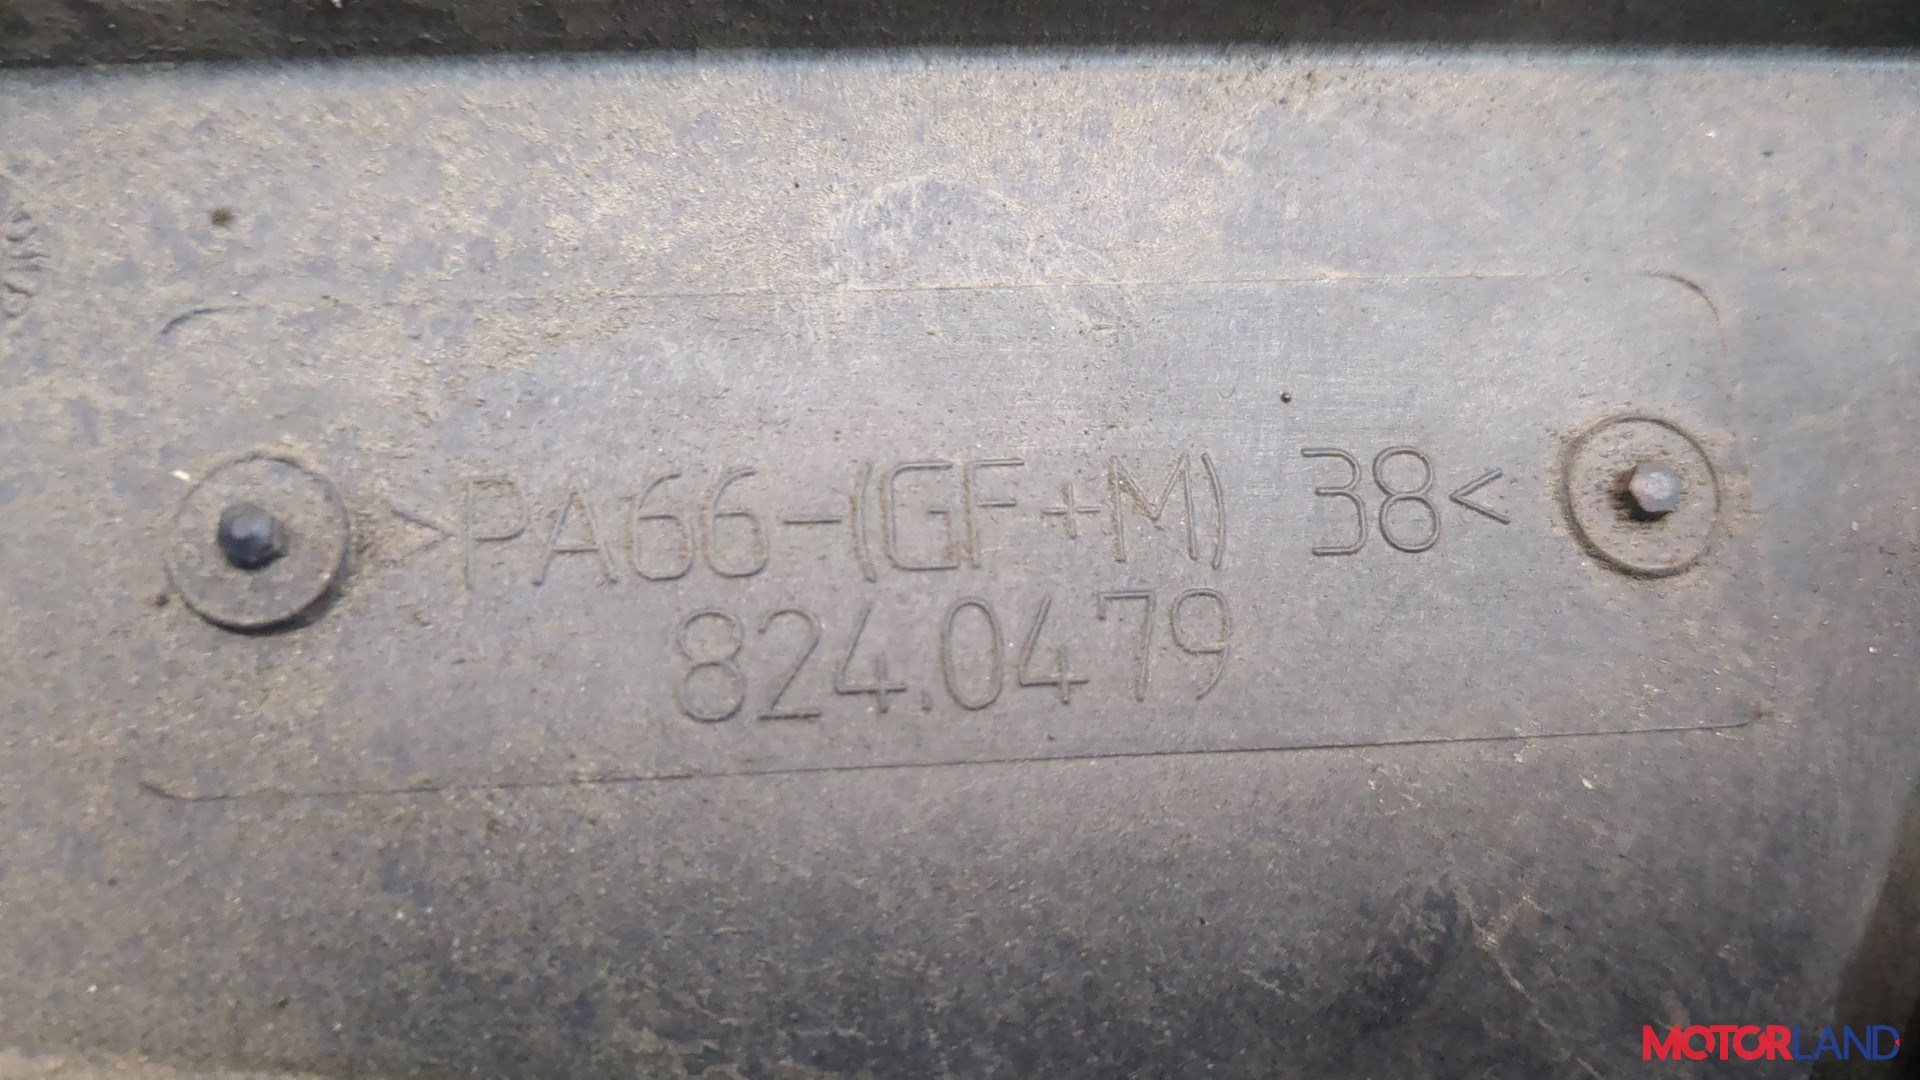 >PA66-(GF+M) 38<
824.0479
MOTORLAND